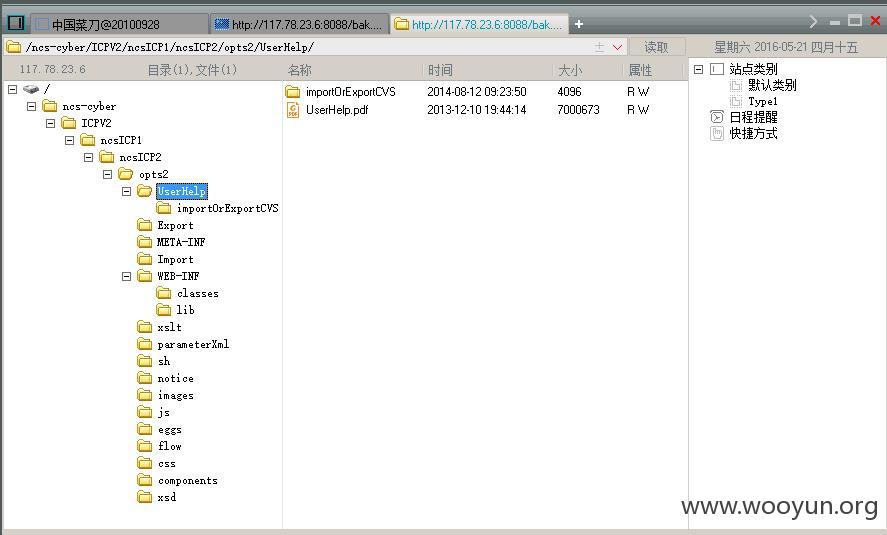 中国菜刀@20100928 http://117.78.23.6:8088/bak.... http://117.78.23.6:8088/bak....
/ncs-cyber/ICPV2/ncsICP1/ncsICP2/opts2/UserHelp/ 读取 星期六 2016-05-21 四月十五
117.78.23.6 目录(1),文件(1) 名称 时间 大小 属性
/
ncs-cyber
ICPV2
ncsICP1
ncsICP2
opts2
UserHelp
importOrExportCVS
Export
META-INF
Import
WEB-INF
classes
lib
xslt
parameterXml
sh
notice
images
js
eggs
flow
css
components
xsd
importOrExportCVS 2014-08-12 09:23:50 4096 R W
UserHelp.pdf 2013-12-10 19:44:14 7000673 R W
站点类别
默认类别
Type1
日程提醒
快捷方式
www.wooyun.org